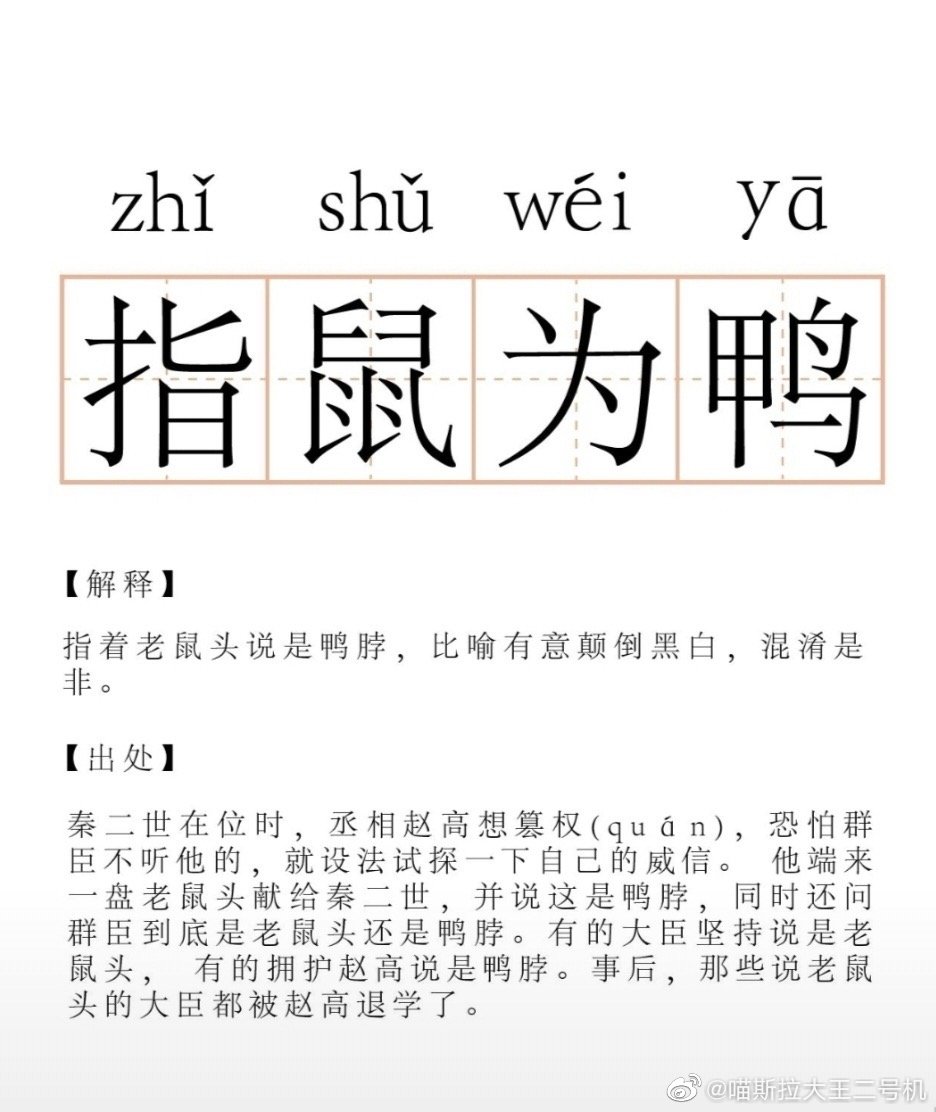 zhǐ shǔ wéi yā
指鼠为鸭
【解释】
指着老鼠头说是鸭脖，比喻有意颠倒黑白，混淆是
非。
【出处】
秦二世在位时，丞相赵高想篡权(quán)，恐怕群
臣不听他的，就设法试探一下自己的威信。 他端来
一盘老鼠头献给秦二世，并说这是鸭脖，同时还问
群臣到底是老鼠头还是鸭脖。有的大臣坚持说是老
鼠头， 有的拥护赵高说是鸭脖。事后，那些说老鼠
头的大臣都被赵高退学了。
@喵斯拉大王二号机